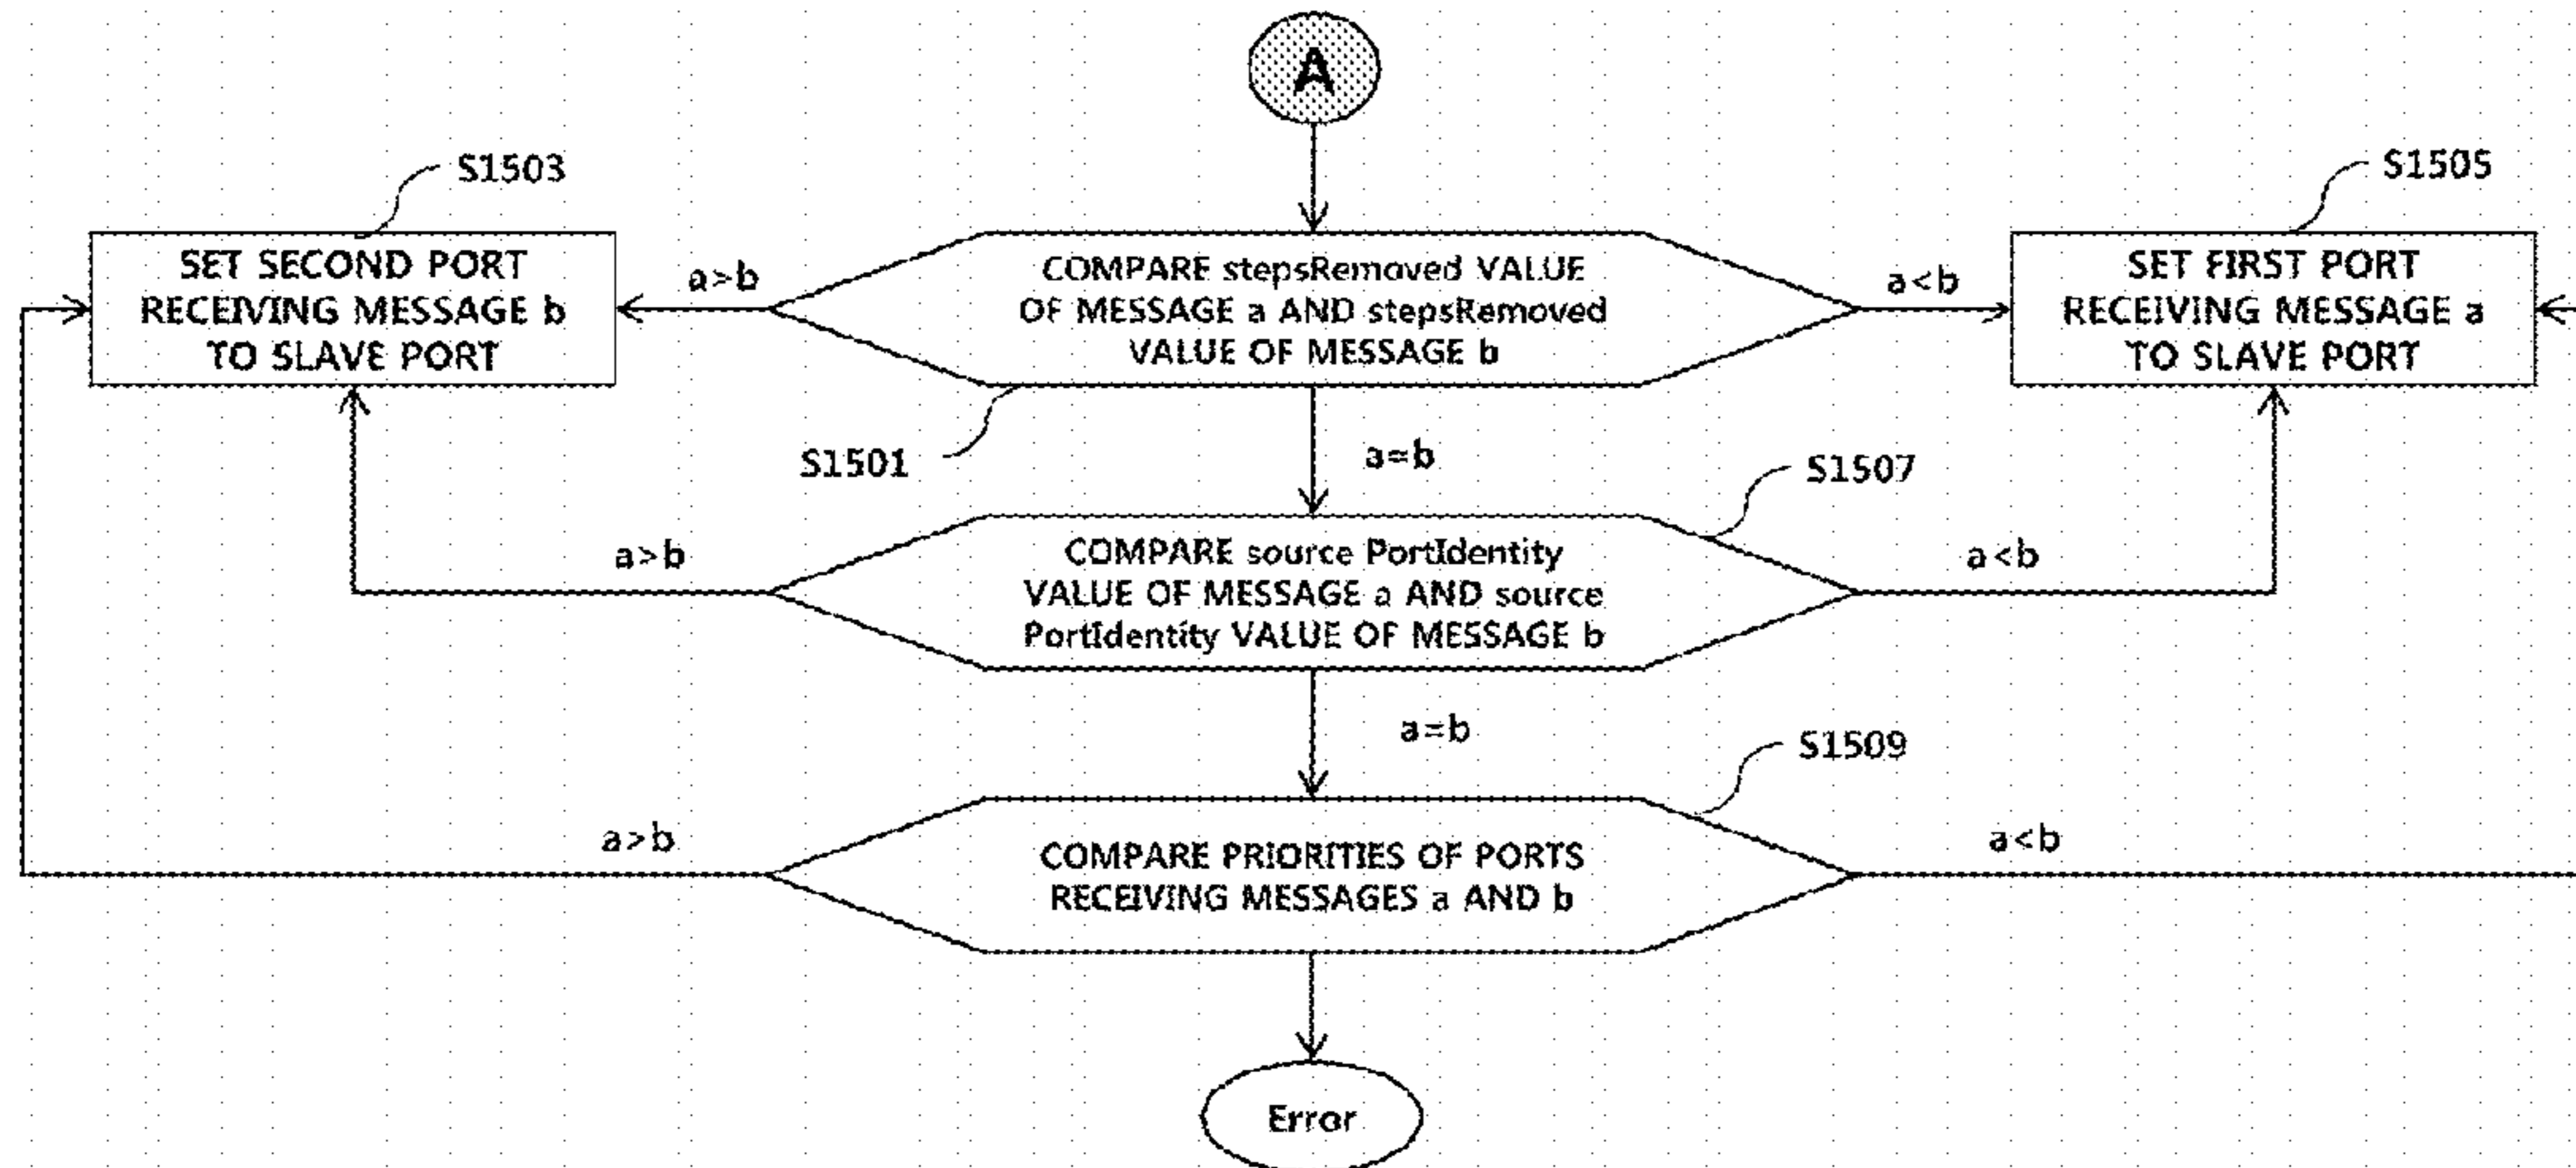 A
S1503
S1505
SET SECOND PORT
RECEIVING MESSAGE b
TO SLAVE PORT
a>b
COMPARE stepsRemoved VALUE
OF MESSAGE a AND stepsRemoved
VALUE OF MESSAGE b
a<b
SET FIRST PORT
RECEIVING MESSAGE a
TO SLAVE PORT
S1501
a=b
S1507
a>b
COMPARE source PortIdentity
VALUE OF MESSAGE a AND source
PortIdentity VALUE OF MESSAGE b
a<b
a=b
S1509
a>b
COMPARE PRIORITIES OF PORTS
RECEIVING MESSAGES a AND b
a<b
Error